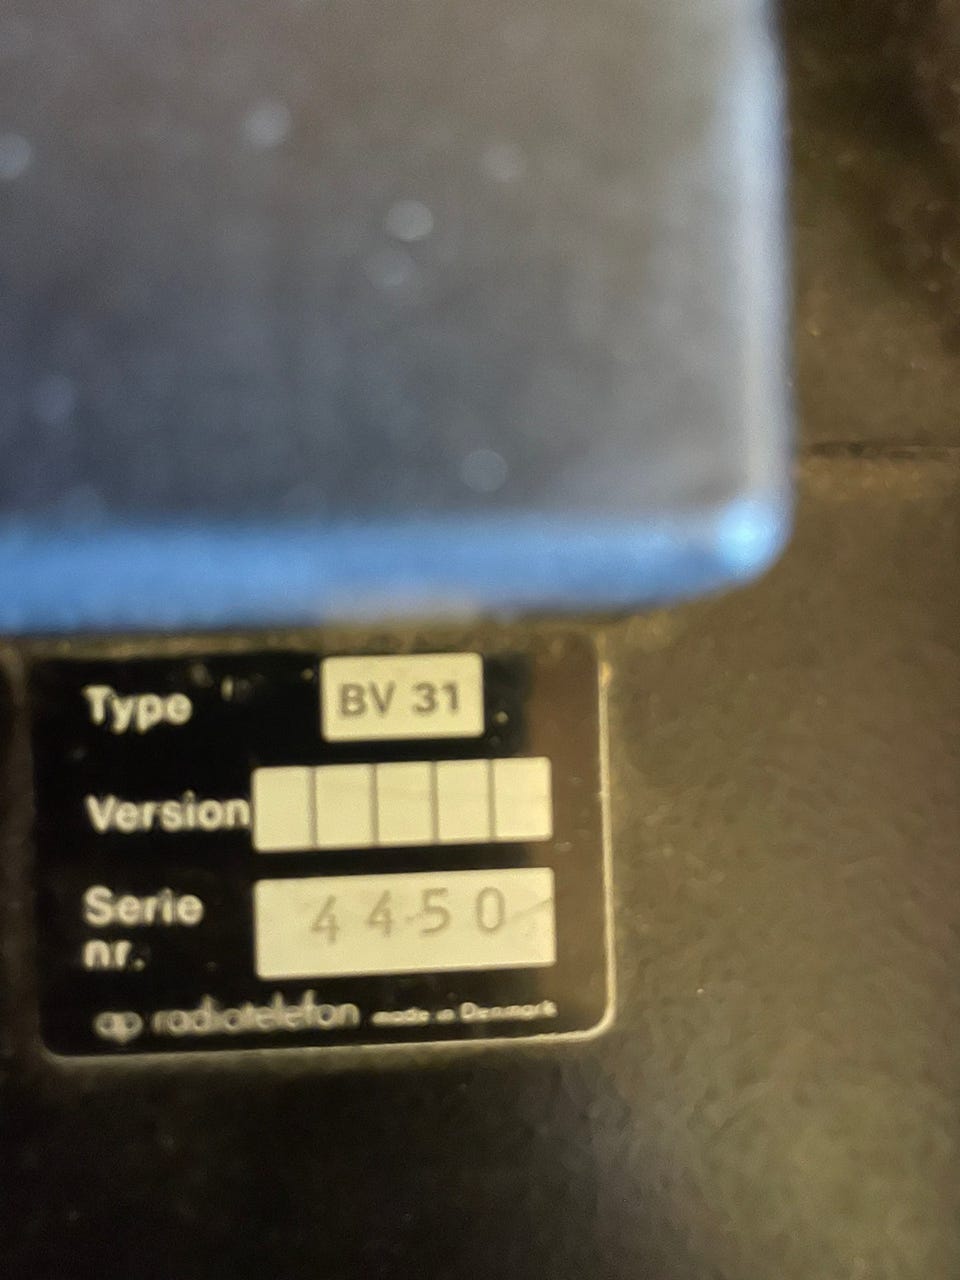 Type BV 31
Version
Serie 4450
nr.
ap radiotelefon made in Denmark